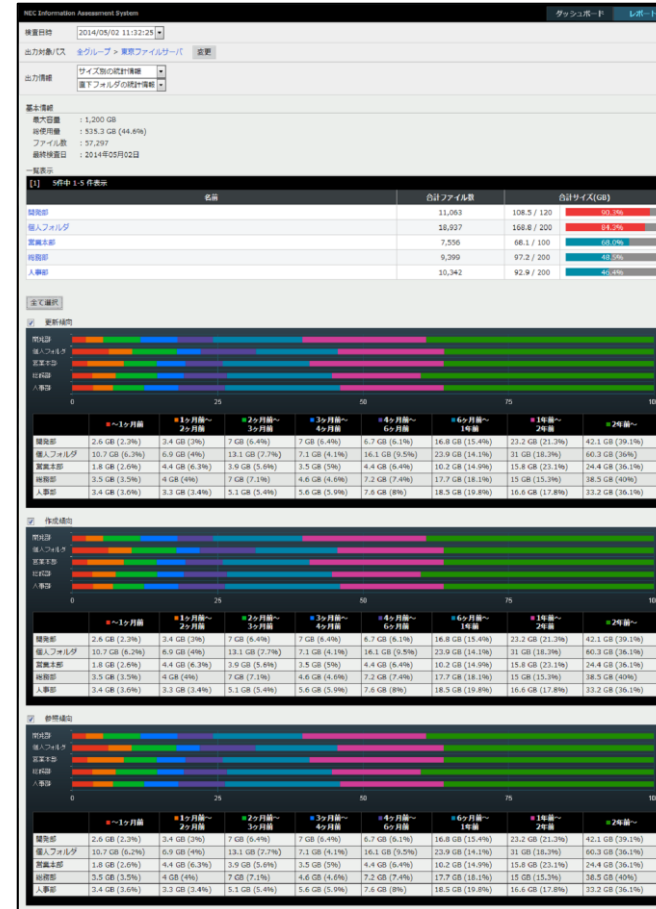 NEC Information Assessment System ダッシュボード レポート
検査日時 2014/05/02 11:32:25
出力対象パス 全グループ > 東京ファイルサーバ 変更
出力情報 サイズ別の統計情報
直下フォルダの統計情報
基本情報
最大容量 : 1,200 GB
総使用量 : 535.3 GB (44.6%)
ファイル数 : 57,297
最終検査日 : 2014年05月02日
一覧表示
[1] 5件中 1-5 件表示
名前 合計ファイル数 合計サイズ(GB)
開発部 11,063 108.5 / 120 90.3%
個人フォルダ 18,937 168.8 / 200 84.3%
営業本部 7,556 68.1 / 100 68.0%
総務部 9,399 97.2 / 200 48.5%
人事部 10,342 92.9 / 200 46.4%
全て選択
更新傾向
開発部
個人フォルダ
営業本部
総務部
人事部
0 25 50 75 100
~1ヶ月前 1ヶ月前~2ヶ月前 2ヶ月前~3ヶ月前 3ヶ月前~4ヶ月前 4ヶ月前~6ヶ月前 6ヶ月前~1年前 1年前~2年前 2年前~
開発部 2.6 GB (2.3%) 3.4 GB (3%) 7 GB (6.4%) 7 GB (6.4%) 6.7 GB (6.1%) 16.8 GB (15.4%) 23.2 GB (21.3%) 42.1 GB (39.1%)
個人フォルダ 10.7 GB (6.3%) 6.9 GB (4%) 13.1 GB (7.7%) 7.1 GB (4.1%) 16.1 GB (9.5%) 23.9 GB (14.1%) 31 GB (18.3%) 60.3 GB (36%)
営業本部 1.8 GB (2.6%) 4.4 GB (6.3%) 3.9 GB (5.6%) 3.5 GB (5%) 4.4 GB (6.4%) 10.2 GB (14.9%) 15.8 GB (23.1%) 24.4 GB (36.1%)
総務部 3.5 GB (3.5%) 4 GB (4%) 7 GB (7.1%) 4.6 GB (4.6%) 7.2 GB (7.4%) 17.7 GB (18.1%) 15 GB (15.3%) 38.5 GB (40%)
人事部 3.4 GB (3.6%) 3.3 GB (3.4%) 5.1 GB (5.4%) 5.6 GB (5.9%) 7.6 GB (8%) 18.5 GB (19.8%) 16.6 GB (17.8%) 33.2 GB (36.1%)
作成傾向
開発部
個人フォルダ
営業本部
総務部
人事部
0 25 50 75 100
~1ヶ月前 1ヶ月前~2ヶ月前 2ヶ月前~3ヶ月前 3ヶ月前~4ヶ月前 4ヶ月前~6ヶ月前 6ヶ月前~1年前 1年前~2年前 2年前~
開発部 2.6 GB (2.3%) 3.4 GB (3%) 7 GB (6.4%) 7 GB (6.4%) 6.7 GB (6.1%) 16.8 GB (15.4%) 23.2 GB (21.3%) 42.1 GB (39.1%)
個人フォルダ 10.7 GB (6.2%) 6.9 GB (4%) 13.1 GB (7.7%) 7.1 GB (4.1%) 16.1 GB (9.5%) 23.9 GB (14.1%) 31 GB (18.3%) 60.3 GB (36.1%)
営業本部 1.8 GB (2.6%) 4.4 GB (6.3%) 3.9 GB (5.6%) 3.5 GB (5%) 4.4 GB (6.4%) 10.2 GB (14.9%) 15.8 GB (23.1%) 24.4 GB (36.1%)
総務部 3.5 GB (3.5%) 4 GB (4%) 7 GB (7.1%) 4.6 GB (4.6%) 7.2 GB (7.4%) 17.7 GB (18.1%) 15 GB (15.3%) 38.5 GB (40%)
人事部 3.4 GB (3.6%) 3.3 GB (3.4%) 5.1 GB (5.4%) 5.6 GB (5.9%) 7.6 GB (8%) 18.5 GB (19.8%) 16.6 GB (17.8%) 33.2 GB (36.1%)
参照傾向
開発部
個人フォルダ
営業本部
総務部
人事部
0 25 50 75 100
~1ヶ月前 1ヶ月前~2ヶ月前 2ヶ月前~3ヶ月前 3ヶ月前~4ヶ月前 4ヶ月前~6ヶ月前 6ヶ月前~1年前 1年前~2年前 2年前~
開発部 2.6 GB (2.3%) 3.4 GB (3%) 7 GB (6.4%) 7 GB (6.4%) 6.7 GB (6.1%) 16.8 GB (15.4%) 23.2 GB (21.3%) 42.1 GB (39.1%)
個人フォルダ 10.7 GB (6.2%) 6.9 GB (4%) 13.1 GB (7.7%) 7.1 GB (4.1%) 16.1 GB (9.5%) 23.9 GB (14.1%) 31 GB (18.3%) 60.3 GB (36.1%)
営業本部 1.8 GB (2.6%) 4.4 GB (6.3%) 3.9 GB (5.6%) 3.5 GB (5%) 4.4 GB (6.4%) 10.2 GB (14.9%) 15.8 GB (23.1%) 24.4 GB (36.1%)
総務部 3.5 GB (3.5%) 4 GB (4%) 7 GB (7.1%) 4.6 GB (4.6%) 7.2 GB (7.4%) 17.7 GB (18.1%) 15 GB (15.3%) 38.5 GB (40%)
人事部 3.4 GB (3.6%) 3.3 GB (3.4%) 5.1 GB (5.4%) 5.6 GB (5.9%) 7.6 GB (8%) 18.5 GB (19.8%) 16.6 GB (17.8%) 33.2 GB (36.1%)